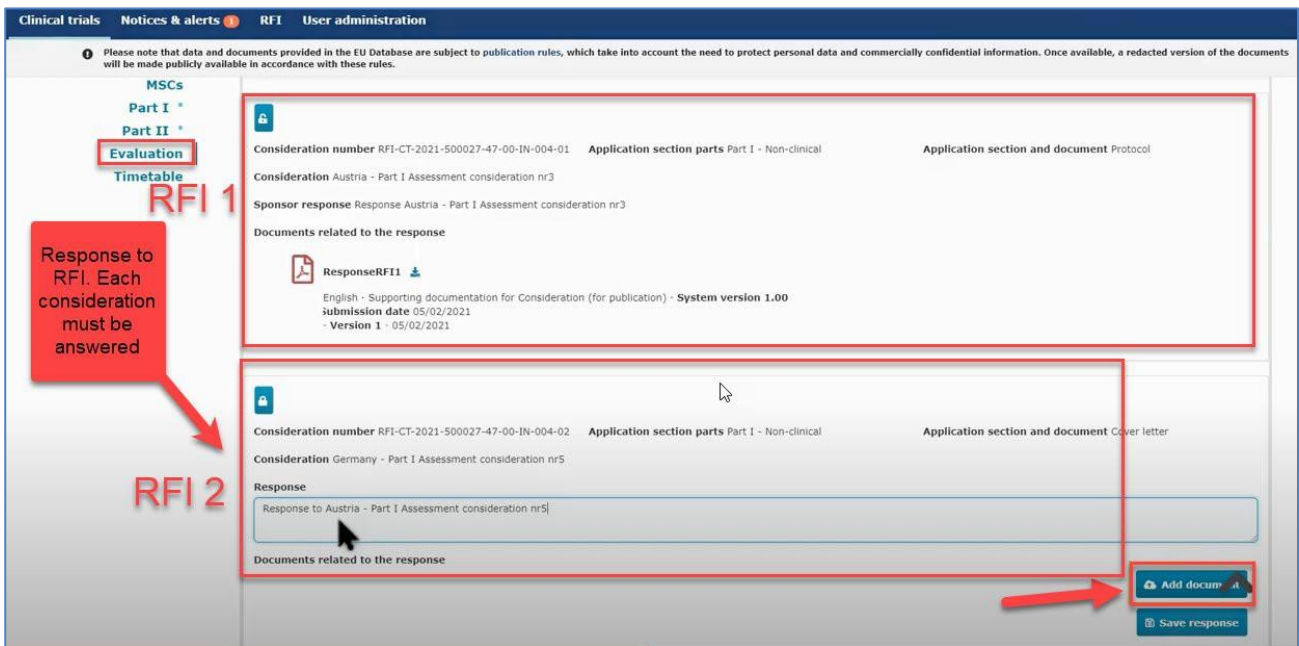 Clinical trials Notices & alerts 1 RFI User administration
Please note that data and documents provided in the EU Database are subject to publication rules, which take into account the need to protect personal data and commercially confidential information. Once available, a redacted version of the documents
will be made publicly available in accordance with these rules.
MSCs
Part I *
Part II *
Evaluation
Timetable
RFI 1
Response to
RFI. Each
consideration
must be
answered
RFI 2
Consideration number RFI-CT-2021-500027-47-00-IN-004-01 Application section parts Part I - Non-clinical Application section and document Protocol
Consideration Austria - Part I Assessment consideration nr3
Sponsor response Response Austria - Part I Assessment consideration nr3
Documents related to the response
ResponseRFI1
English · Supporting documentation for Consideration (for publication) · System version 1.00
Submission date 05/02/2021
· Version 1 · 05/02/2021
Consideration number RFI-CT-2021-500027-47-00-IN-004-02 Application section parts Part I - Non-clinical Application section and document Cover letter
Consideration Germany - Part I Assessment consideration nr5
Response
Response to Austria - Part I Assessment consideration nr5
Documents related to the response
Add document
Save response